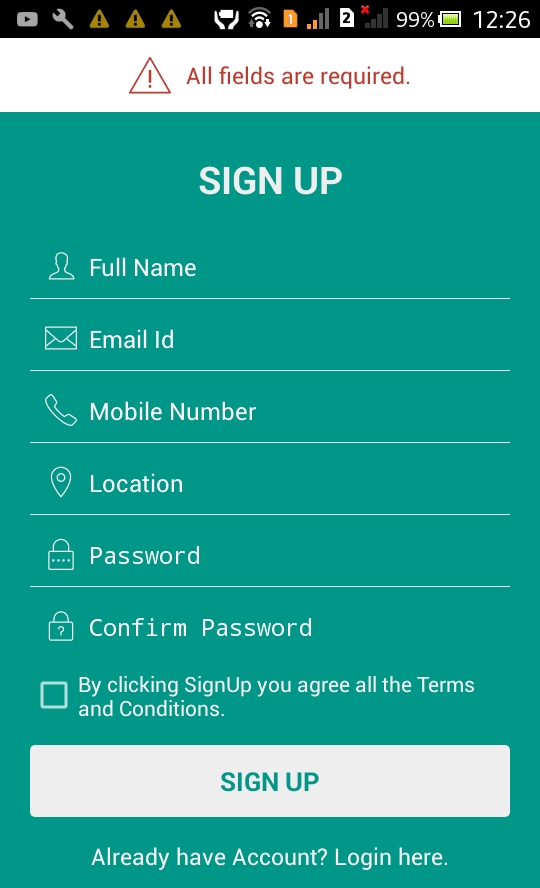 1 2 99% 12:26
All fields are required.
SIGN UP
Full Name
Email Id
Mobile Number
Location
Password
Confirm Password
By clicking SignUp you agree all the Terms
and Conditions.
SIGN UP
Already have Account? Login here.